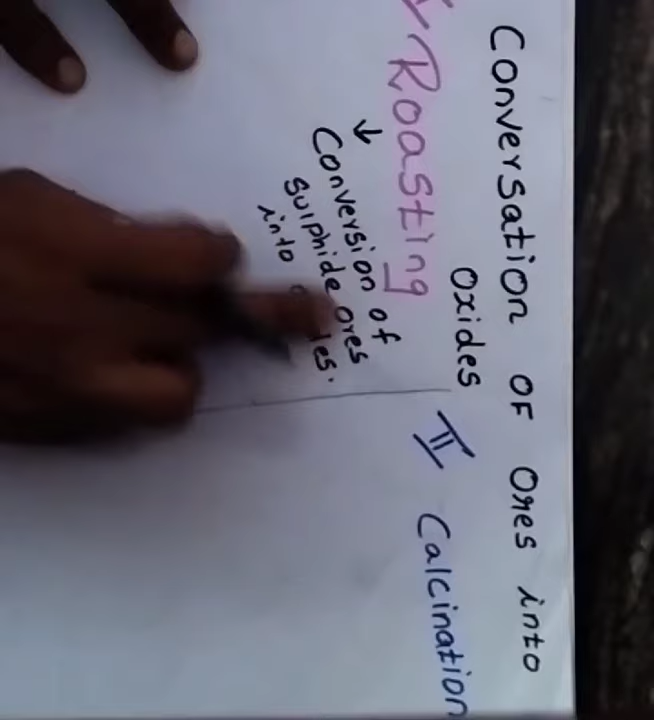 Conversation OF Ores into
oxides
Roasting
II Calcination
↓
Conversion of
sulphide ores
into